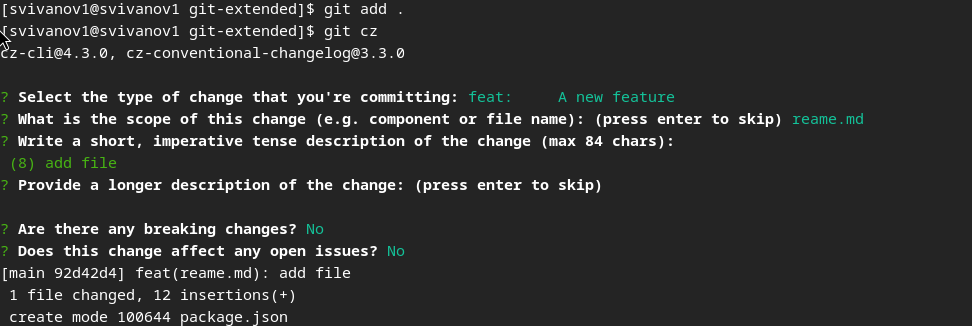 [svivanov1@svivanov1 git-extended]$ git add .
[svivanov1@svivanov1 git-extended]$ git cz
cz-cli@4.3.0, cz-conventional-changelog@3.3.0
? Select the type of change that you're committing: feat:     A new feature
? What is the scope of this change (e.g. component or file name): (press enter to skip) reame.md
? Write a short, imperative tense description of the change (max 84 chars):
 (8) add file
? Provide a longer description of the change: (press enter to skip)
? Are there any breaking changes? No
? Does this change affect any open issues? No
[main 92d42d4] feat(reame.md): add file
 1 file changed, 12 insertions(+)
 create mode 100644 package.json